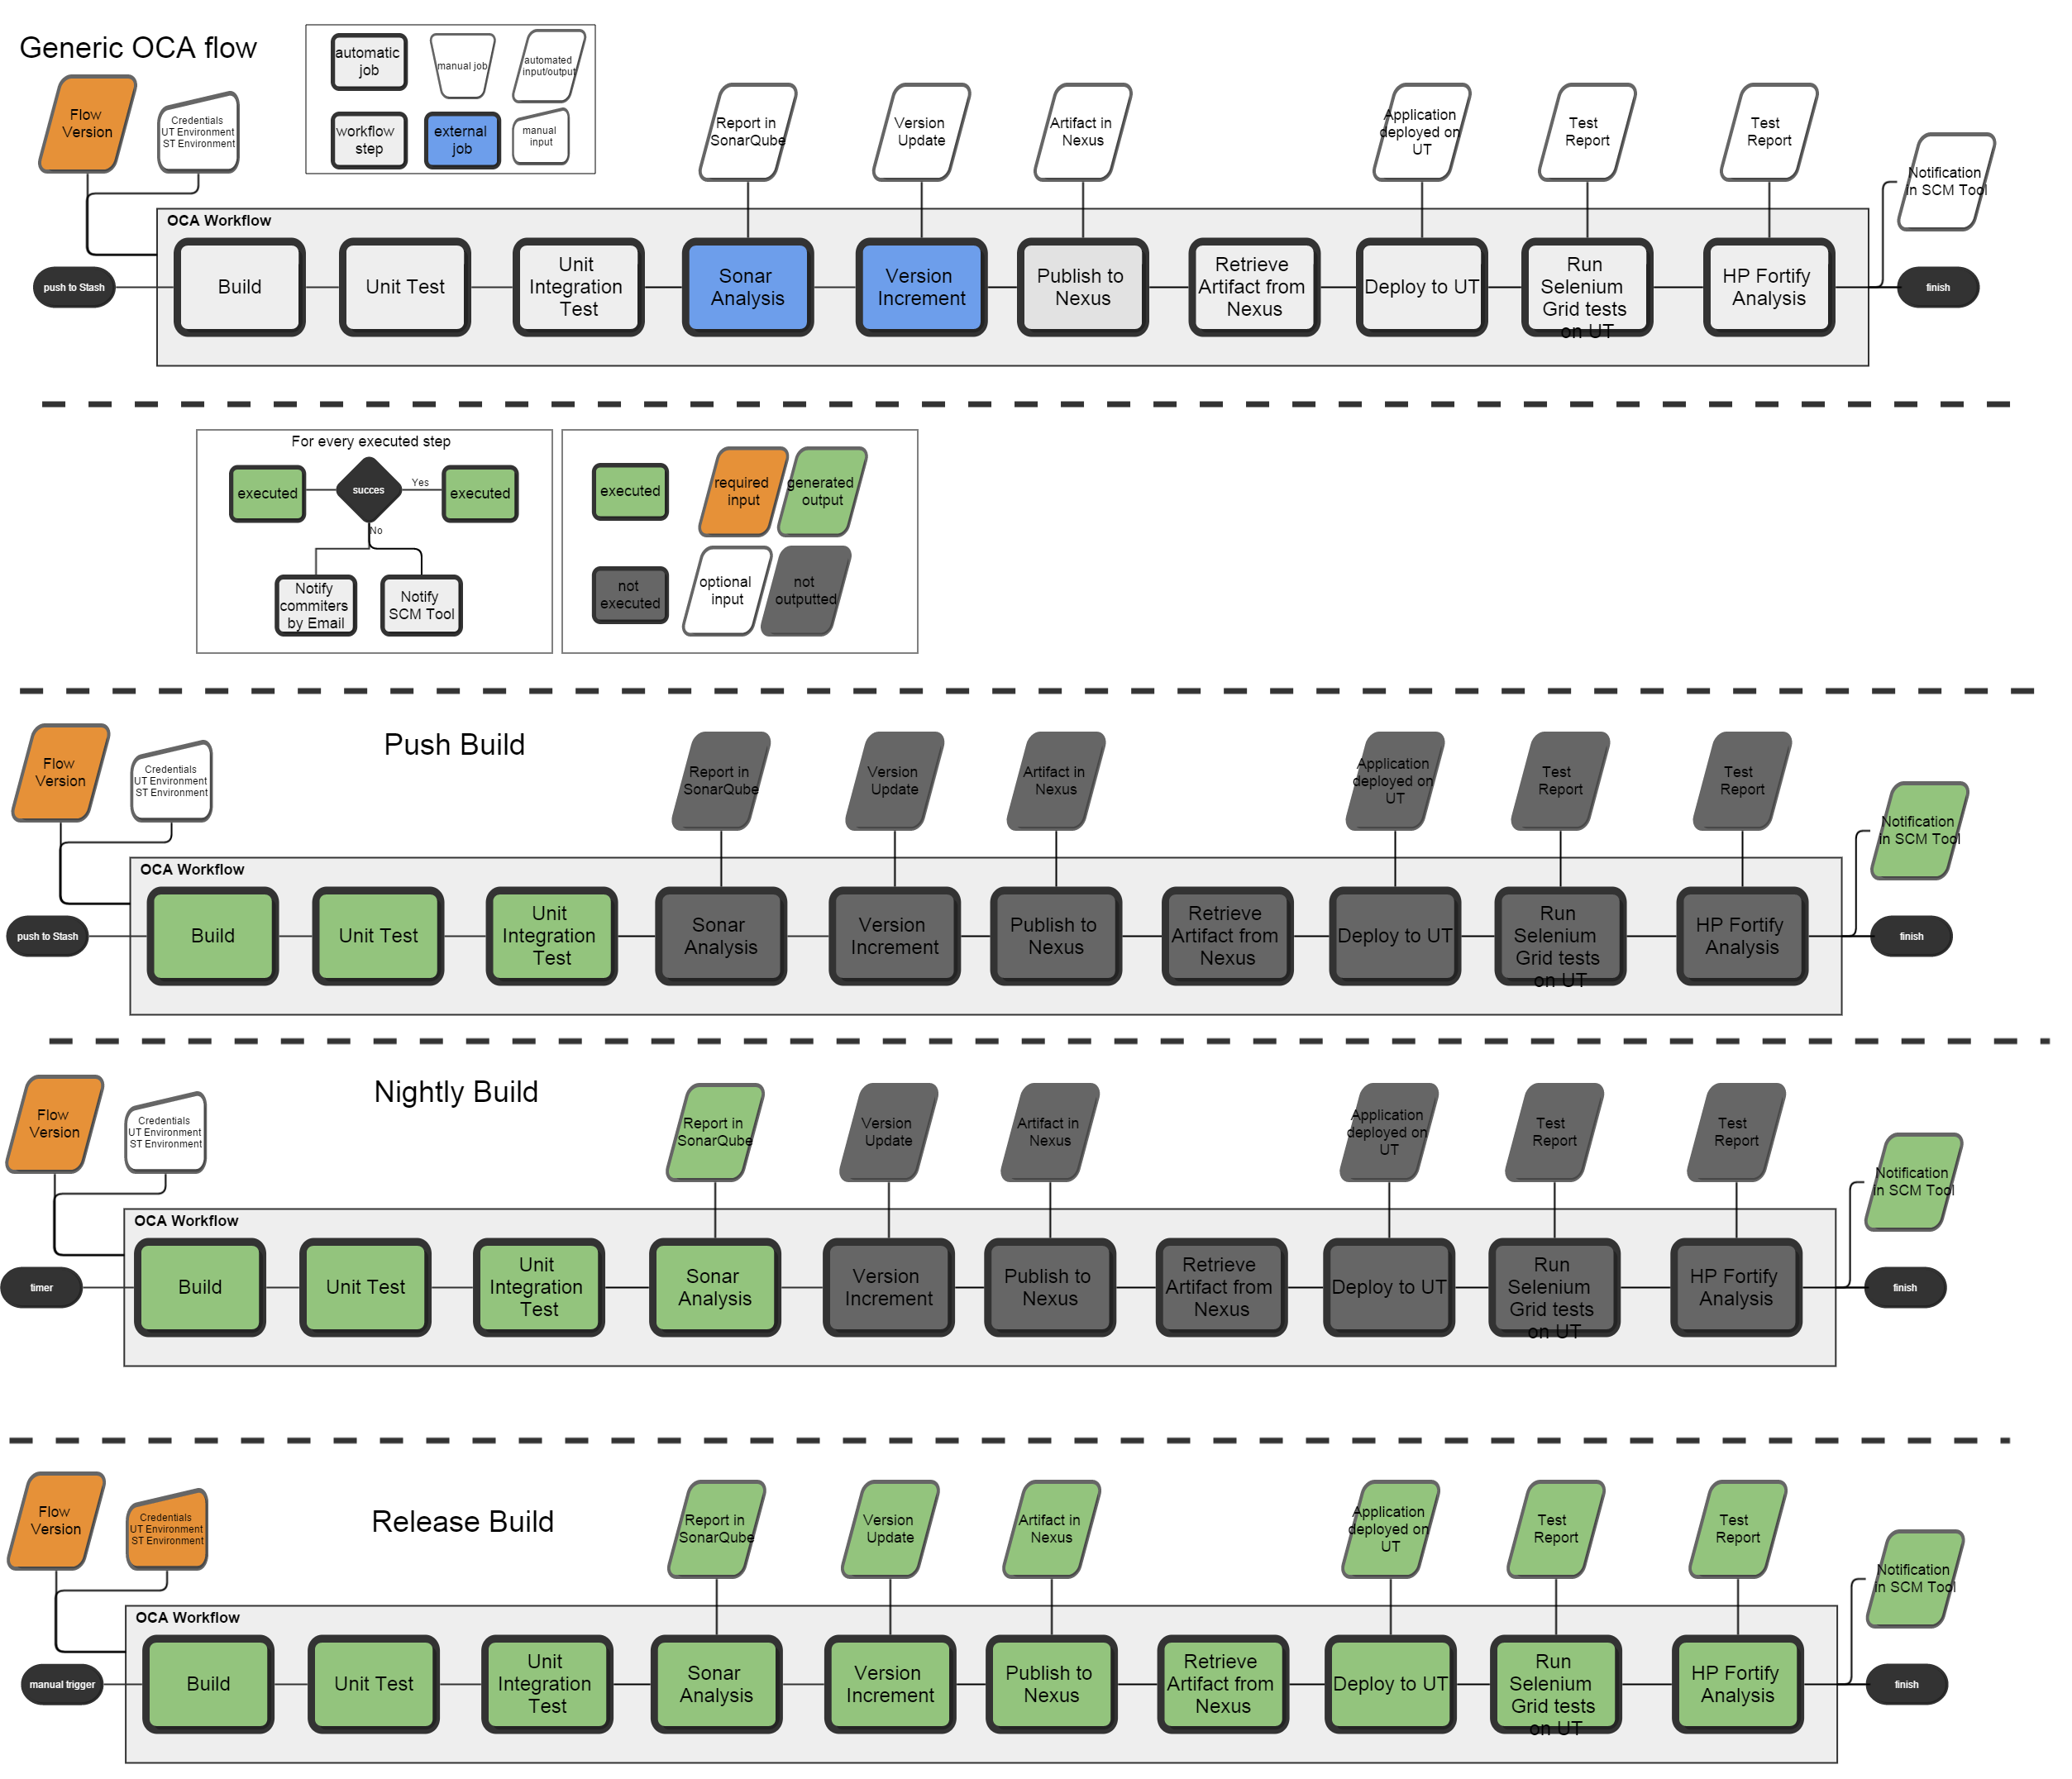 Generic OCA flow
automatic
job
manual job
automated
input/output
workflow
step
external
job
manual
input
Flow
Version
Credentials
UT Environment
ST Environment
Report in
SonarQube
Version
Update
Artifact in
Nexus
Application
deployed on
UT
Test
Report
Test
Report
Notification
in SCM Tool
OCA Workflow
push to Stash
Build
Unit Test
Unit
Integration
Test
Sonar
Analysis
Version
Increment
Publish to
Nexus
Retrieve
Artifact from
Nexus
Deploy to UT
Run
Selenium
Grid tests
on UT
HP Fortify
Analysis
finish
For every executed step
executed
succes
Yes
executed
No
Notify
commiters
by Email
Notify
SCM Tool
executed
required
input
generated
output
not
executed
optional
input
not
outputted
Push Build
Flow
Version
Credentials
UT Environment
ST Environment
Report in
SonarQube
Version
Update
Artifact in
Nexus
Application
deployed on
UT
Test
Report
Test
Report
Notification
in SCM Tool
OCA Workflow
push to Stash
Build
Unit Test
Unit
Integration
Test
Sonar
Analysis
Version
Increment
Publish to
Nexus
Retrieve
Artifact from
Nexus
Deploy to UT
Run
Selenium
Grid tests
on UT
HP Fortify
Analysis
finish
Nightly Build
Flow
Version
Credentials
UT Environment
ST Environment
Report in
SonarQube
Version
Update
Artifact in
Nexus
Application
deployed on
UT
Test
Report
Test
Report
Notification
in SCM Tool
OCA Workflow
timer
Build
Unit Test
Unit
Integration
Test
Sonar
Analysis
Version
Increment
Publish to
Nexus
Retrieve
Artifact from
Nexus
Deploy to UT
Run
Selenium
Grid tests
on UT
HP Fortify
Analysis
finish
Release Build
Flow
Version
Credentials
UT Environment
ST Environment
Report in
SonarQube
Version
Update
Artifact in
Nexus
Application
deployed on
UT
Test
Report
Test
Report
Notification
in SCM Tool
OCA Workflow
manual trigger
Build
Unit Test
Unit
Integration
Test
Sonar
Analysis
Version
Increment
Publish to
Nexus
Retrieve
Artifact from
Nexus
Deploy to UT
Run
Selenium
Grid tests
on UT
HP Fortify
Analysis
finish